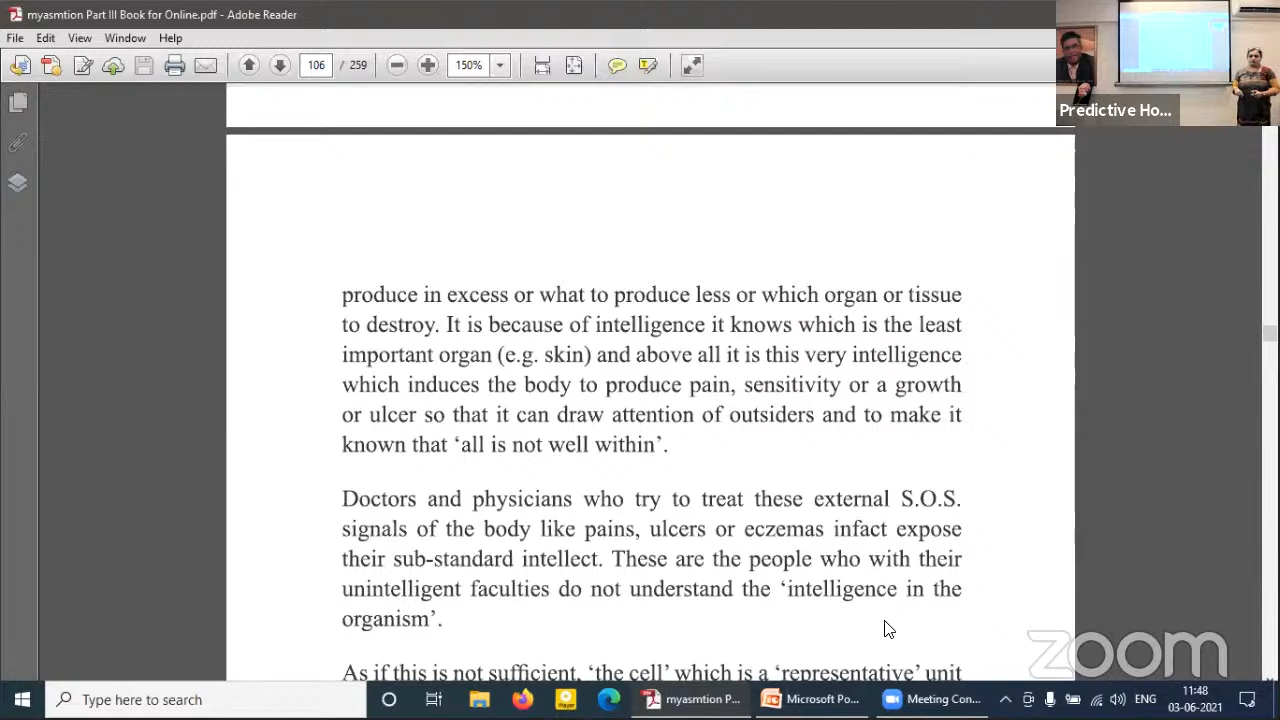 myasmtion Part III Book for Online.pdf - Adobe Reader
File Edit View Window Help
106 / 259 150%
Predictive Ho...
produce in excess or what to produce less or which organ or tissue
to destroy. It is because of intelligence it knows which is the least
important organ (e.g. skin) and above all it is this very intelligence
which induces the body to produce pain, sensitivity or a growth
or ulcer so that it can draw attention of outsiders and to make it
known that ‘all is not well within’.
Doctors and physicians who try to treat these external S.O.S.
signals of the body like pains, ulcers or eczemas infact expose
their sub-standard intellect. These are the people who with their
unintelligent faculties do not understand the ‘intelligence in the
organism’.
As if this is not sufficient, ‘the cell’ which is a ‘representative’ unit
zoom
Type here to search
Player
myasmtion P...
Microsoft Po...
Meeting Con...
ENG
11:48
03-06-2021